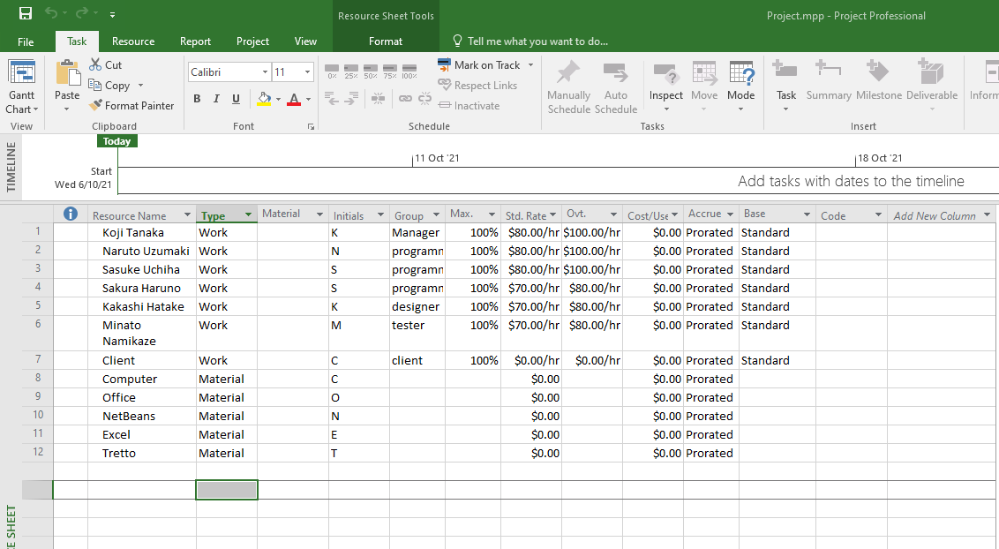 Resource Sheet Tools
Project.mpp - Project Professional
File Task Resource Report Project View Format Tell me what you want to do...
Gantt Chart
View
Paste
Cut
Copy
Format Painter
Clipboard
Calibri 11
B I U A
Font
0% 25% 50% 75% 100%
Mark on Track
Respect Links
Inactivate
Schedule
Manually Schedule
Auto Schedule
Inspect
Move
Mode
Tasks
Task
Summary
Milestone
Deliverable
Insert
Inform
TIMELINE
Today
Start
Wed 6/10/21
11 Oct '21
18 Oct '21
Add tasks with dates to the timeline
Resource Name Type Material Initials Group Max. Std. Rate Ovt. Cost/Use Accrue Base Code Add New Column
1 Koji Tanaka Work K Manager 100% $80.00/hr $100.00/hr $0.00 Prorated Standard
2 Naruto Uzumaki Work N programn 100% $80.00/hr $100.00/hr $0.00 Prorated Standard
3 Sasuke Uchiha Work S programn 100% $80.00/hr $100.00/hr $0.00 Prorated Standard
4 Sakura Haruno Work S programn 100% $70.00/hr $80.00/hr $0.00 Prorated Standard
5 Kakashi Hatake Work K designer 100% $70.00/hr $80.00/hr $0.00 Prorated Standard
6 Minato Namikaze Work M tester 100% $70.00/hr $80.00/hr $0.00 Prorated Standard
7 Client Work C client 100% $0.00/hr $0.00/hr $0.00 Prorated Standard
8 Computer Material C $0.00 $0.00 Prorated
9 Office Material O $0.00 $0.00 Prorated
10 NetBeans Material N $0.00 $0.00 Prorated
11 Excel Material E $0.00 $0.00 Prorated
12 Tretto Material T $0.00 $0.00 Prorated
E SHEET